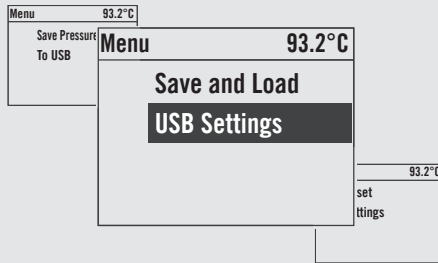 Menu 93.2°C
Save Pressure
To USB
Menu 93.2°C
Save and Load
USB Settings
93.2°C
set
ttings